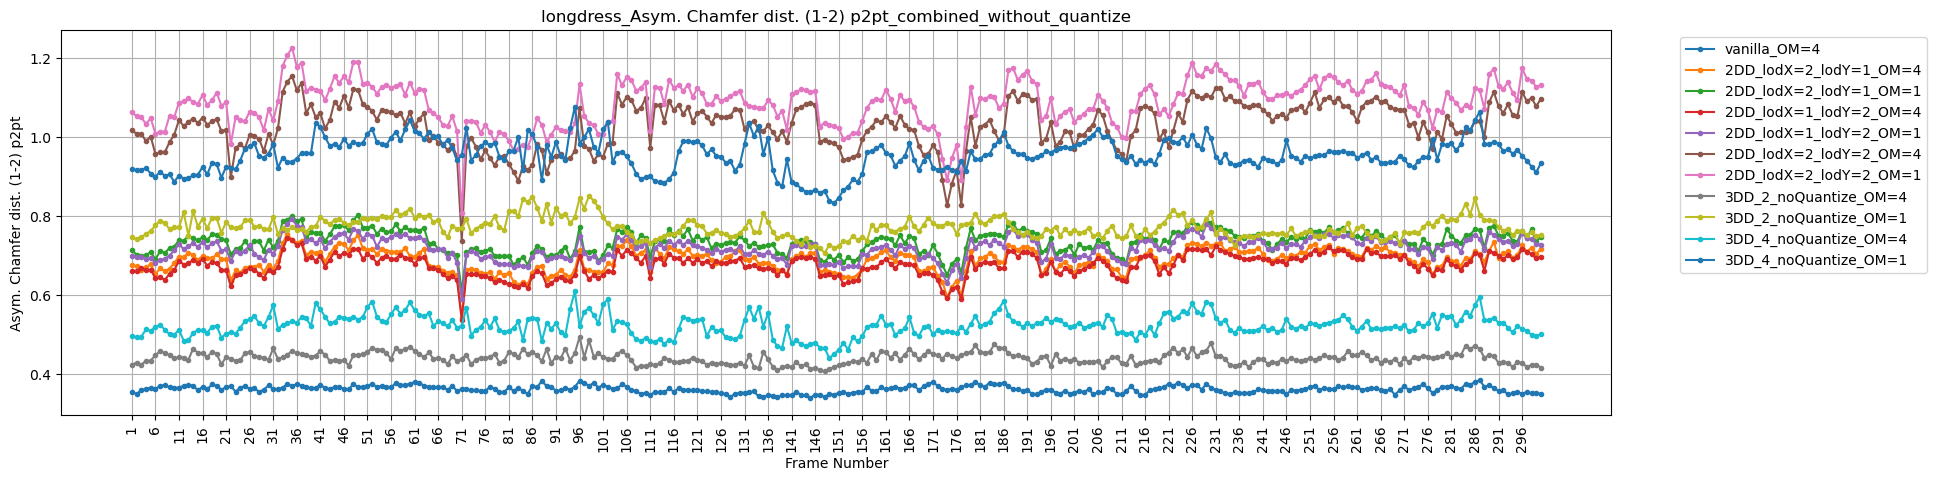 longdress_Asym. Chamfer dist. (1-2) p2pt_combined_without_quantize
Asym. Chamfer dist. (1-2) p2pt
1.2
1.0
0.8
0.6
0.4
1 6 11 16 21 26 31 36 41 46 51 56 61 66 71 76 81 86 91 96 101 106 111 116 121 126 131 136 141 146 151 156 161 166 171 176 181 186 191 196 201 206 211 216 221 226 231 236 241 246 251 256 261 266 271 276 281 286 291 296
Frame Number
vanilla_OM=4
2DD_lodX=2_lodY=1_OM=4
2DD_lodX=2_lodY=1_OM=1
2DD_lodX=1_lodY=2_OM=4
2DD_lodX=1_lodY=2_OM=1
2DD_lodX=2_lodY=2_OM=4
2DD_lodX=2_lodY=2_OM=1
3DD_2_noQuantize_OM=4
3DD_2_noQuantize_OM=1
3DD_4_noQuantize_OM=4
3DD_4_noQuantize_OM=1